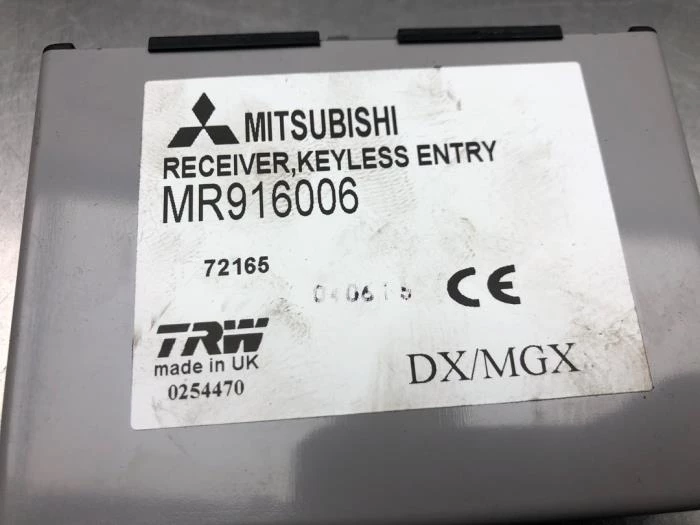 MITSUBISHI
RECEIVER,KEYLESS ENTRY
MR916006
72165
CE
TRW
made in UK
0254470
DX/MGX